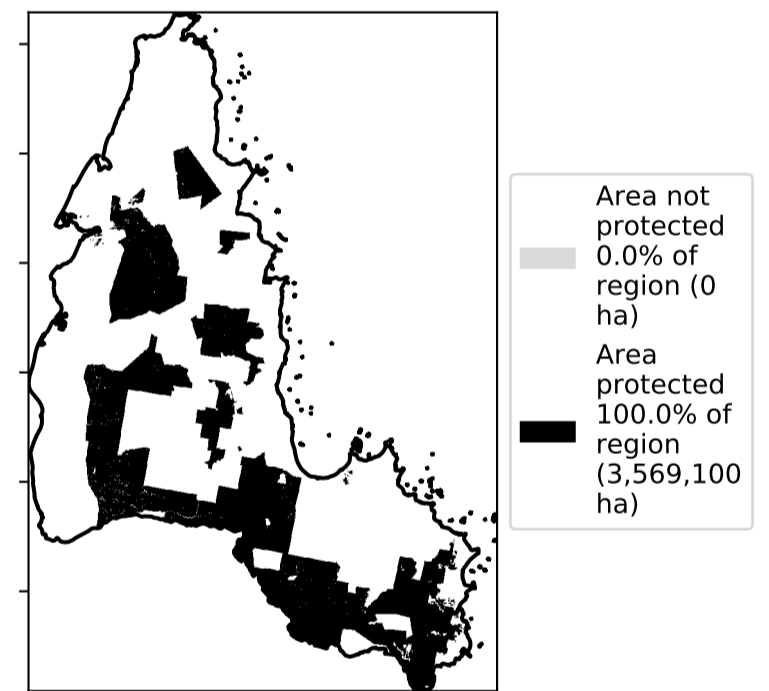 Area not
protected
0.0% of
region (0
ha)
Area
protected
100.0% of
region
(3,569,100
ha)